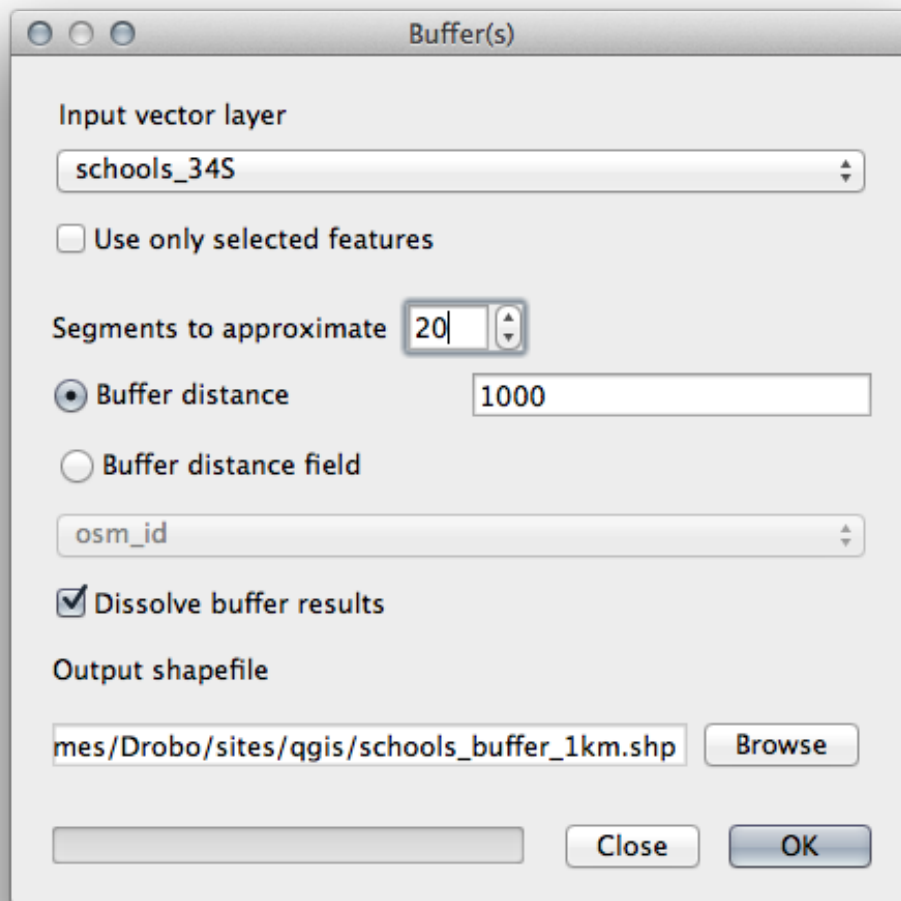 Buffer(s)
Input vector layer
schools_34S
Use only selected features
Segments to approximate 20
Buffer distance 1000
Buffer distance field
osm_id
Dissolve buffer results
Output shapefile
mes/Drobo/sites/qgis/schools_buffer_1km.shp Browse
Close OK